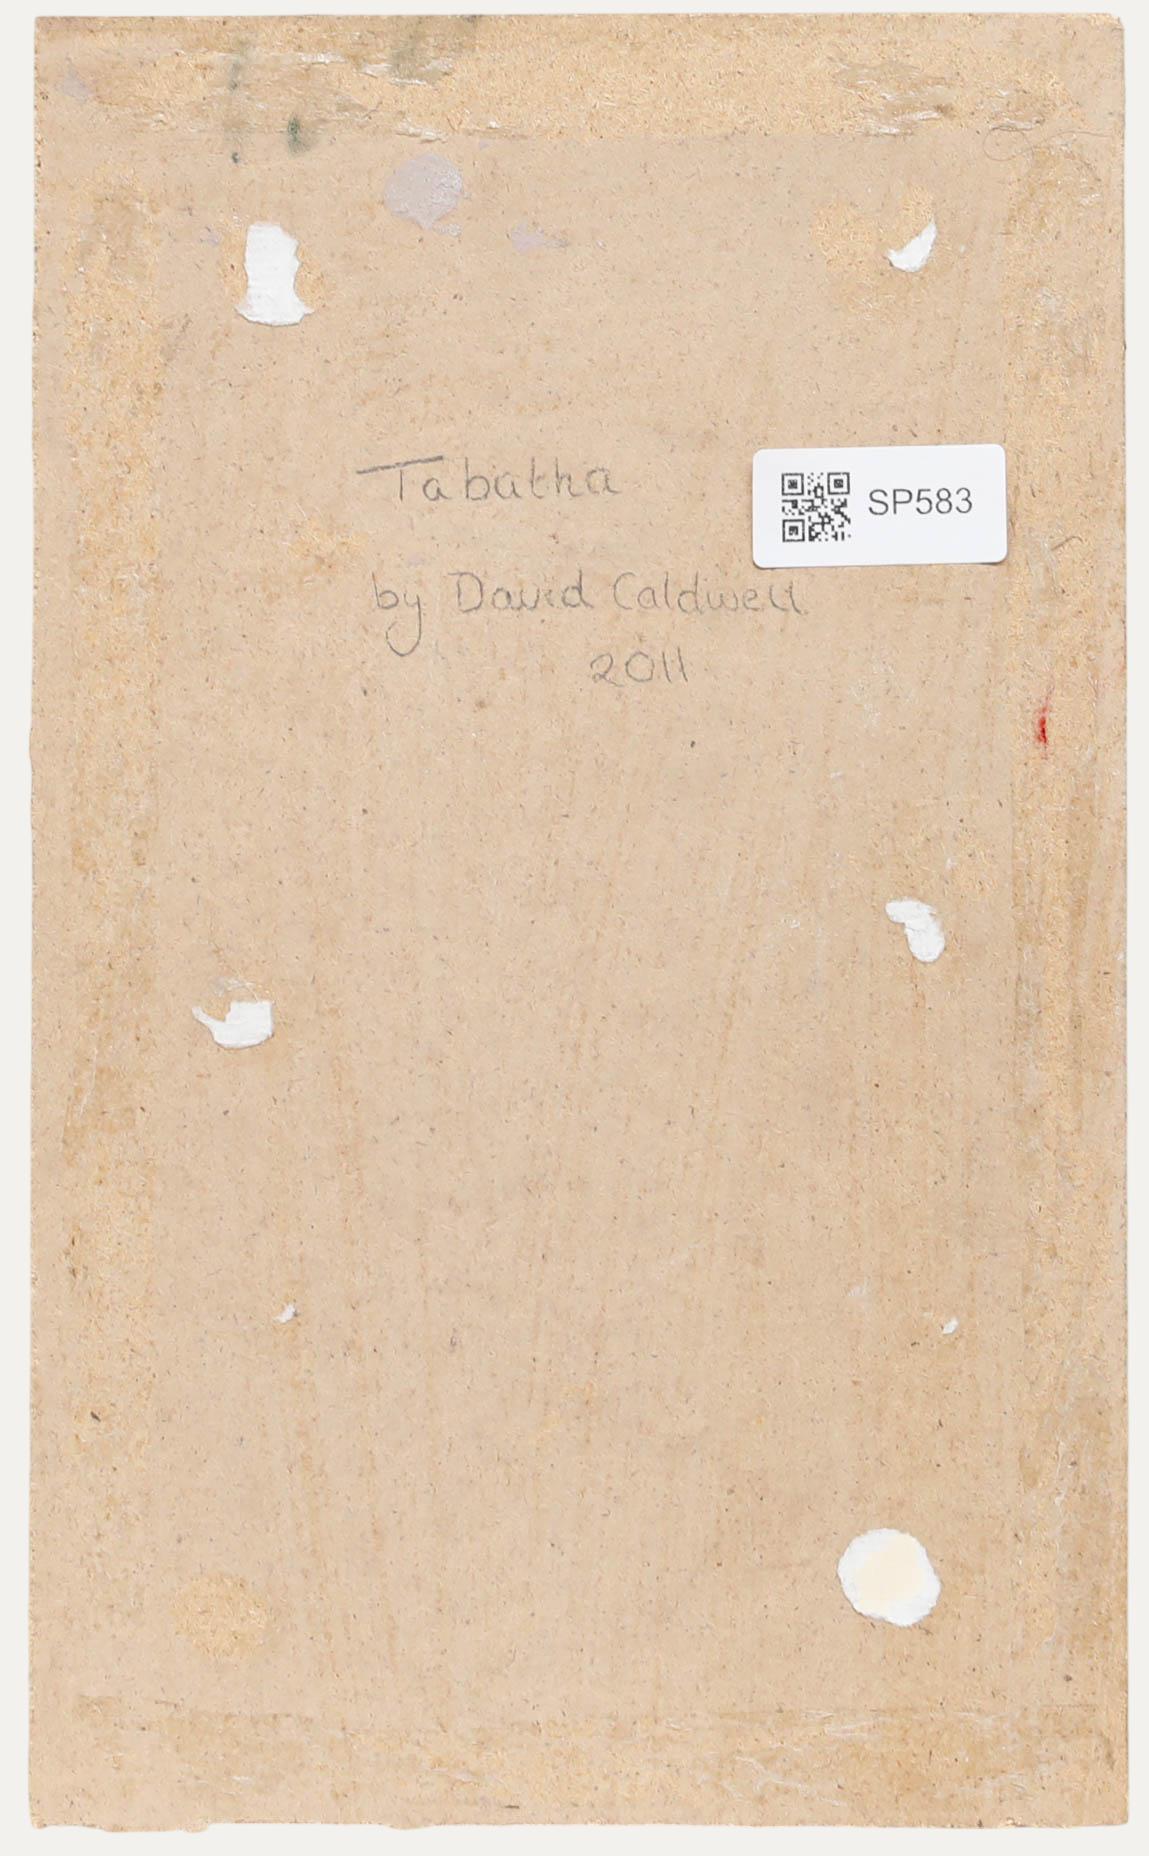 Tabatha
SP583
by David Caldwell
2011